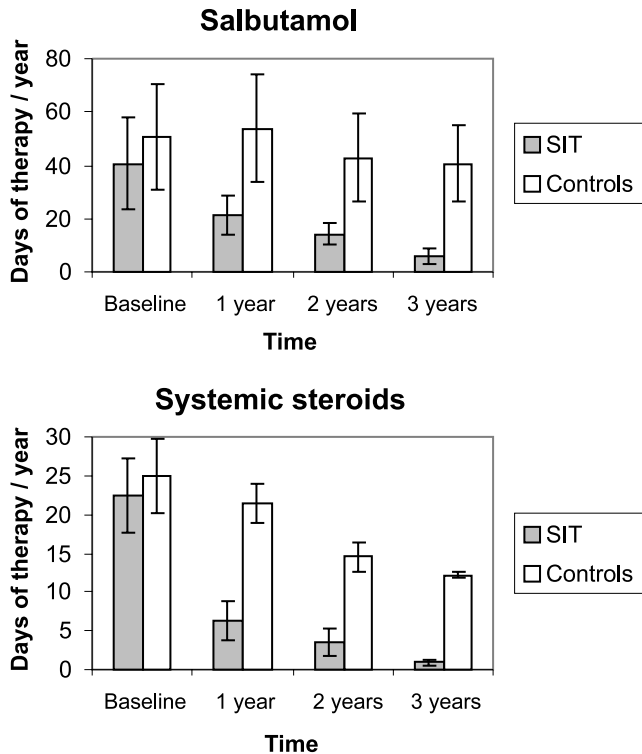 Salbutamol
Days of therapy / year
80
60
40
20
0
Baseline 1 year 2 years 3 years
Time
SIT
Controls
Systemic steroids
Days of therapy / year
30
25
20
15
10
5
0
Baseline 1 year 2 years 3 years
Time
SIT
Controls